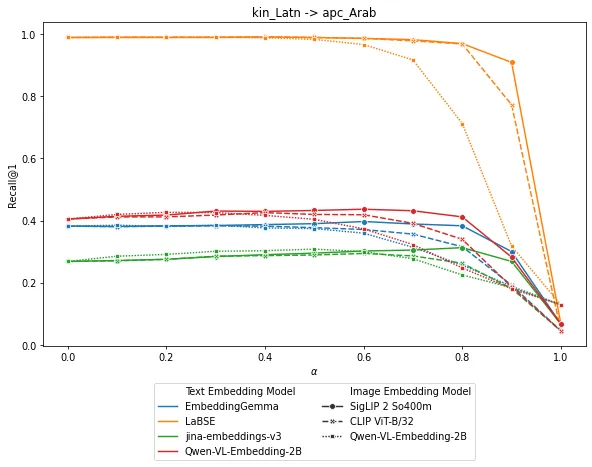 kin_Latn -> apc_Arab
Recall@1
1.0
0.8
0.6
0.4
0.2
0.0
0.0 0.2 0.4 0.6 0.8 1.0
α
Text Embedding Model
EmbeddingGemma
LaBSE
jina-embeddings-v3
Qwen-VL-Embedding-2B
Image Embedding Model
SigLIP 2 So400m
CLIP ViT-B/32
Qwen-VL-Embedding-2B